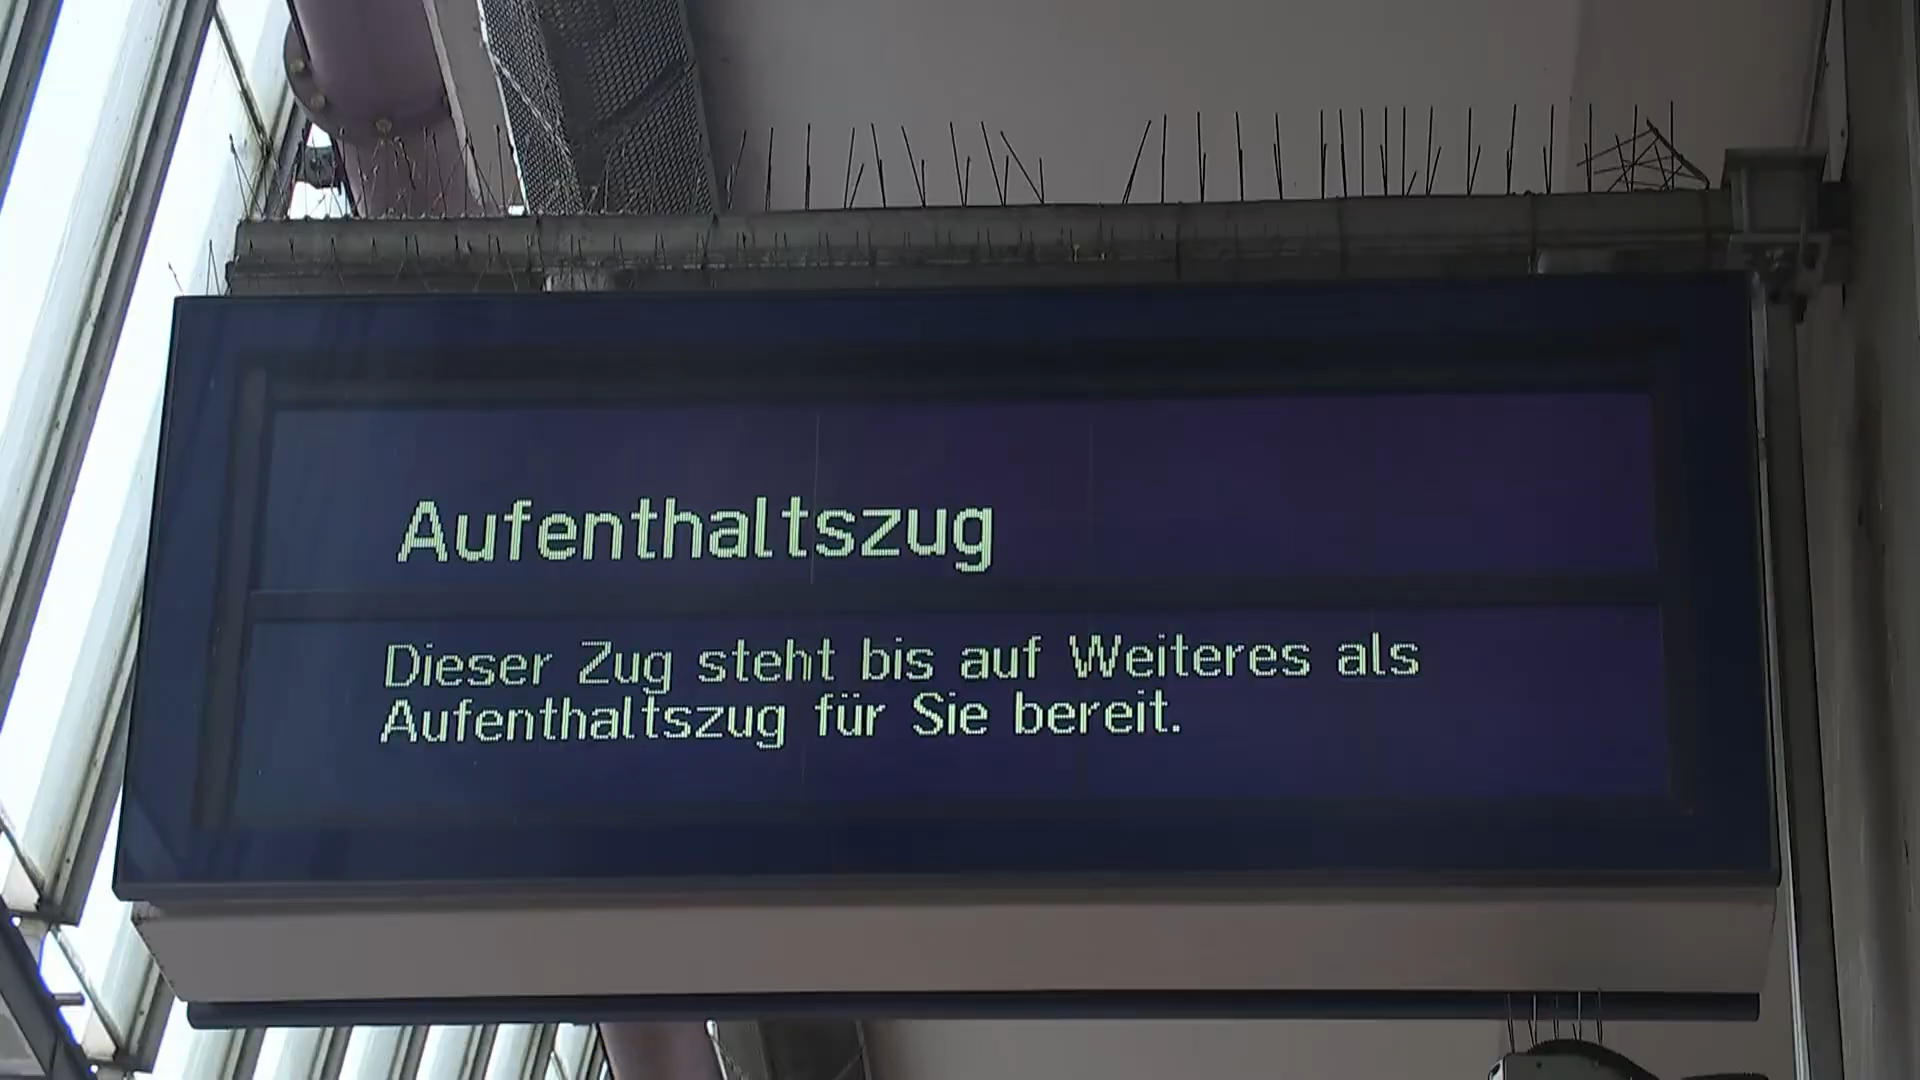 Aufenthaltszug
Dieser Zug steht bis auf Weiteres als
Aufenthaltszug für Sie bereit.